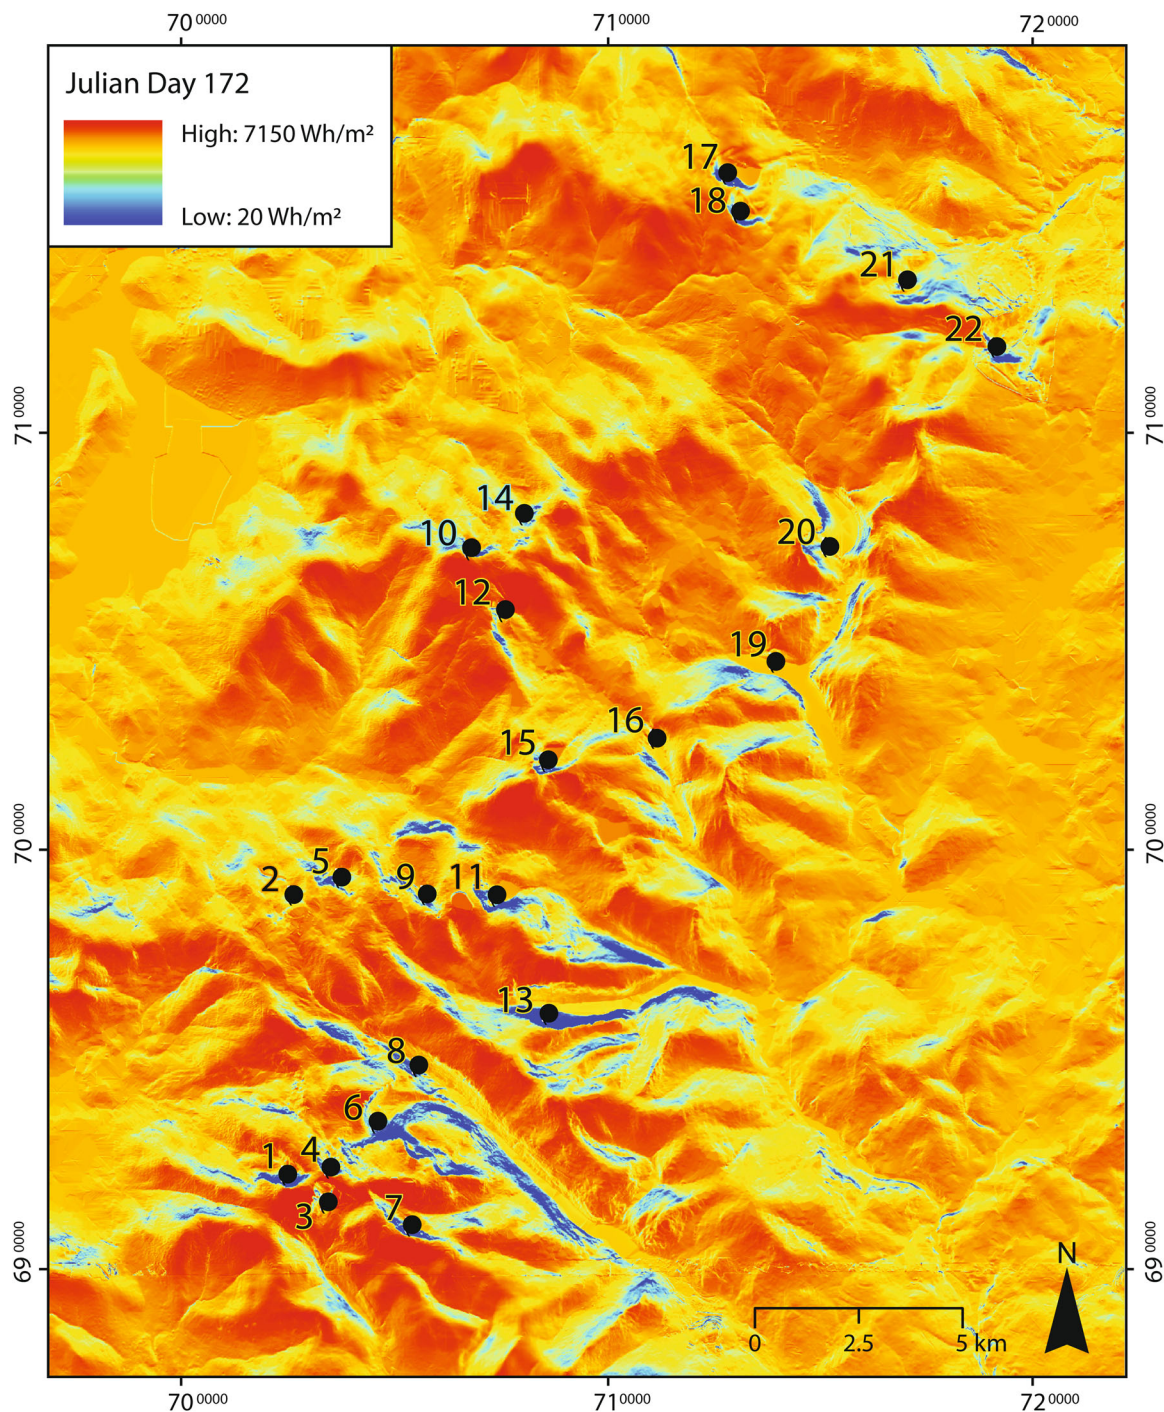 70 0000 71 0000 72 0000
Julian Day 172
High: 7150 Wh/m²
Low: 20 Wh/m²
17
18
21
22
71 0000 71 0000
14
10
20
12
19
16
15
70 0000 70 0000
5
2 9 11
13
8
6
4
1
3 7
69 0000 69 0000
N
0 2.5 5 km
70 0000 71 0000 72 0000